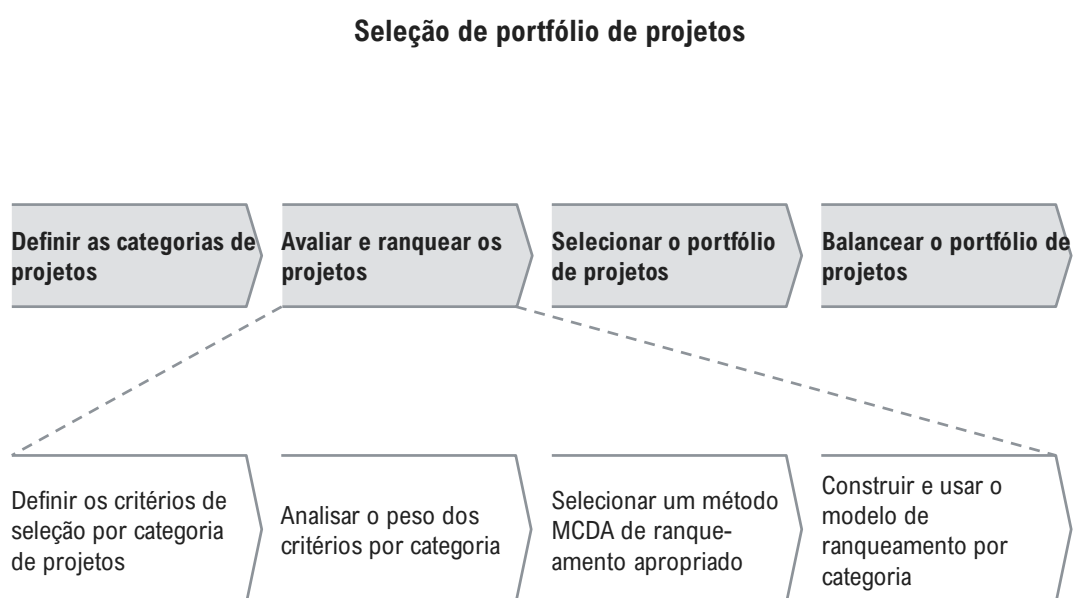 Seleção de portfólio de projetos
Definir as categorias de
projetos
Avaliar e ranquear os
projetos
Selecionar o portfólio
de projetos
Balancear o portfólio de
projetos
Definir os critérios de
seleção por categoria
de projetos
Analisar o peso dos
critérios por categoria
Selecionar um método
MCDA de ranque-
amento apropriado
Construir e usar o
modelo de
ranqueamento por
categoria